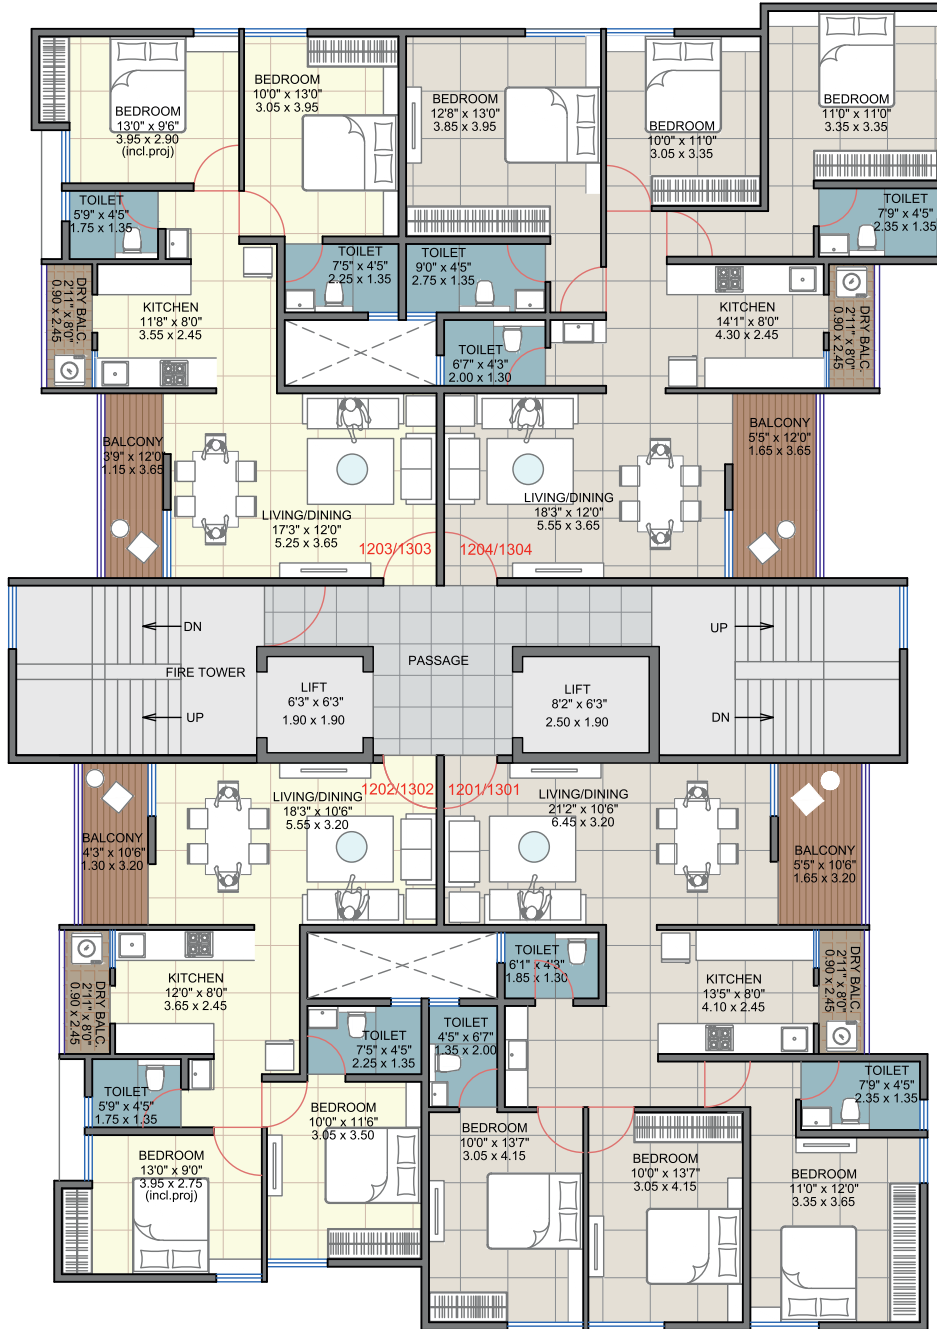 BEDROOM
13'0" x 9'6"
3.95 x 2.90
(incl.proj)
BEDROOM
10'0" x 13'0"
3.05 x 3.95
BEDROOM
12'8" x 13'0"
3.85 x 3.95
BEDROOM
10'0" x 11'0"
3.05 x 3.35
BEDROOM
11'0" x 11'0"
3.35 x 3.35
TOILET
5'9" x 4'5"
1.75 x 1.35
TOILET
7'5" x 4'5"
2.25 x 1.35
TOILET
9'0" x 4'5"
2.75 x 1.35
TOILET
7'9" x 4'5"
2.35 x 1.35
DRY BALC.
2'11" x 8'0"
0.90 x 2.45
KITCHEN
11'8" x 8'0"
3.55 x 2.45
TOILET
6'7" x 4'3"
2.00 x 1.30
KITCHEN
14'1" x 8'0"
4.30 x 2.45
DRY BALC.
2'11" x 8'0"
0.90 x 2.45
BALCONY
3'9" x 12'0"
1.15 x 3.65
LIVING/DINING
17'3" x 12'0"
5.25 x 3.65
LIVING/DINING
18'3" x 12'0"
5.55 x 3.65
BALCONY
5'5" x 12'0"
1.65 x 3.65
1203/1303
1204/1304
DN
FIRE TOWER
UP
LIFT
6'3" x 6'3"
1.90 x 1.90
PASSAGE
LIFT
8'2" x 6'3"
2.50 x 1.90
UP
DN
1202/1302
1201/1301
LIVING/DINING
18'3" x 10'6"
5.55 x 3.20
LIVING/DINING
21'2" x 10'6"
6.45 x 3.20
BALCONY
4'3" x 10'6"
1.30 x 3.20
BALCONY
5'5" x 10'6"
1.65 x 3.20
DRY BALC.
2'11" x 8'0"
0.90 x 2.45
KITCHEN
12'0" x 8'0"
3.65 x 2.45
TOILET
6'1" x 4'3"
1.85 x 1.30
KITCHEN
13'5" x 8'0"
4.10 x 2.45
DRY BALC.
2'11" x 8'0"
0.90 x 2.45
TOILET
7'5" x 4'5"
2.25 x 1.35
TOILET
4'5" x 6'7"
1.35 x 2.00
TOILET
5'9" x 4'5"
1.75 x 1.35
TOILET
7'9" x 4'5"
2.35 x 1.35
BEDROOM
10'0" x 11'6"
3.05 x 3.50
BEDROOM
13'0" x 9'0"
3.95 x 2.75
(incl.proj)
BEDROOM
10'0" x 13'7"
3.05 x 4.15
BEDROOM
10'0" x 13'7"
3.05 x 4.15
BEDROOM
11'0" x 12'0"
3.35 x 3.65